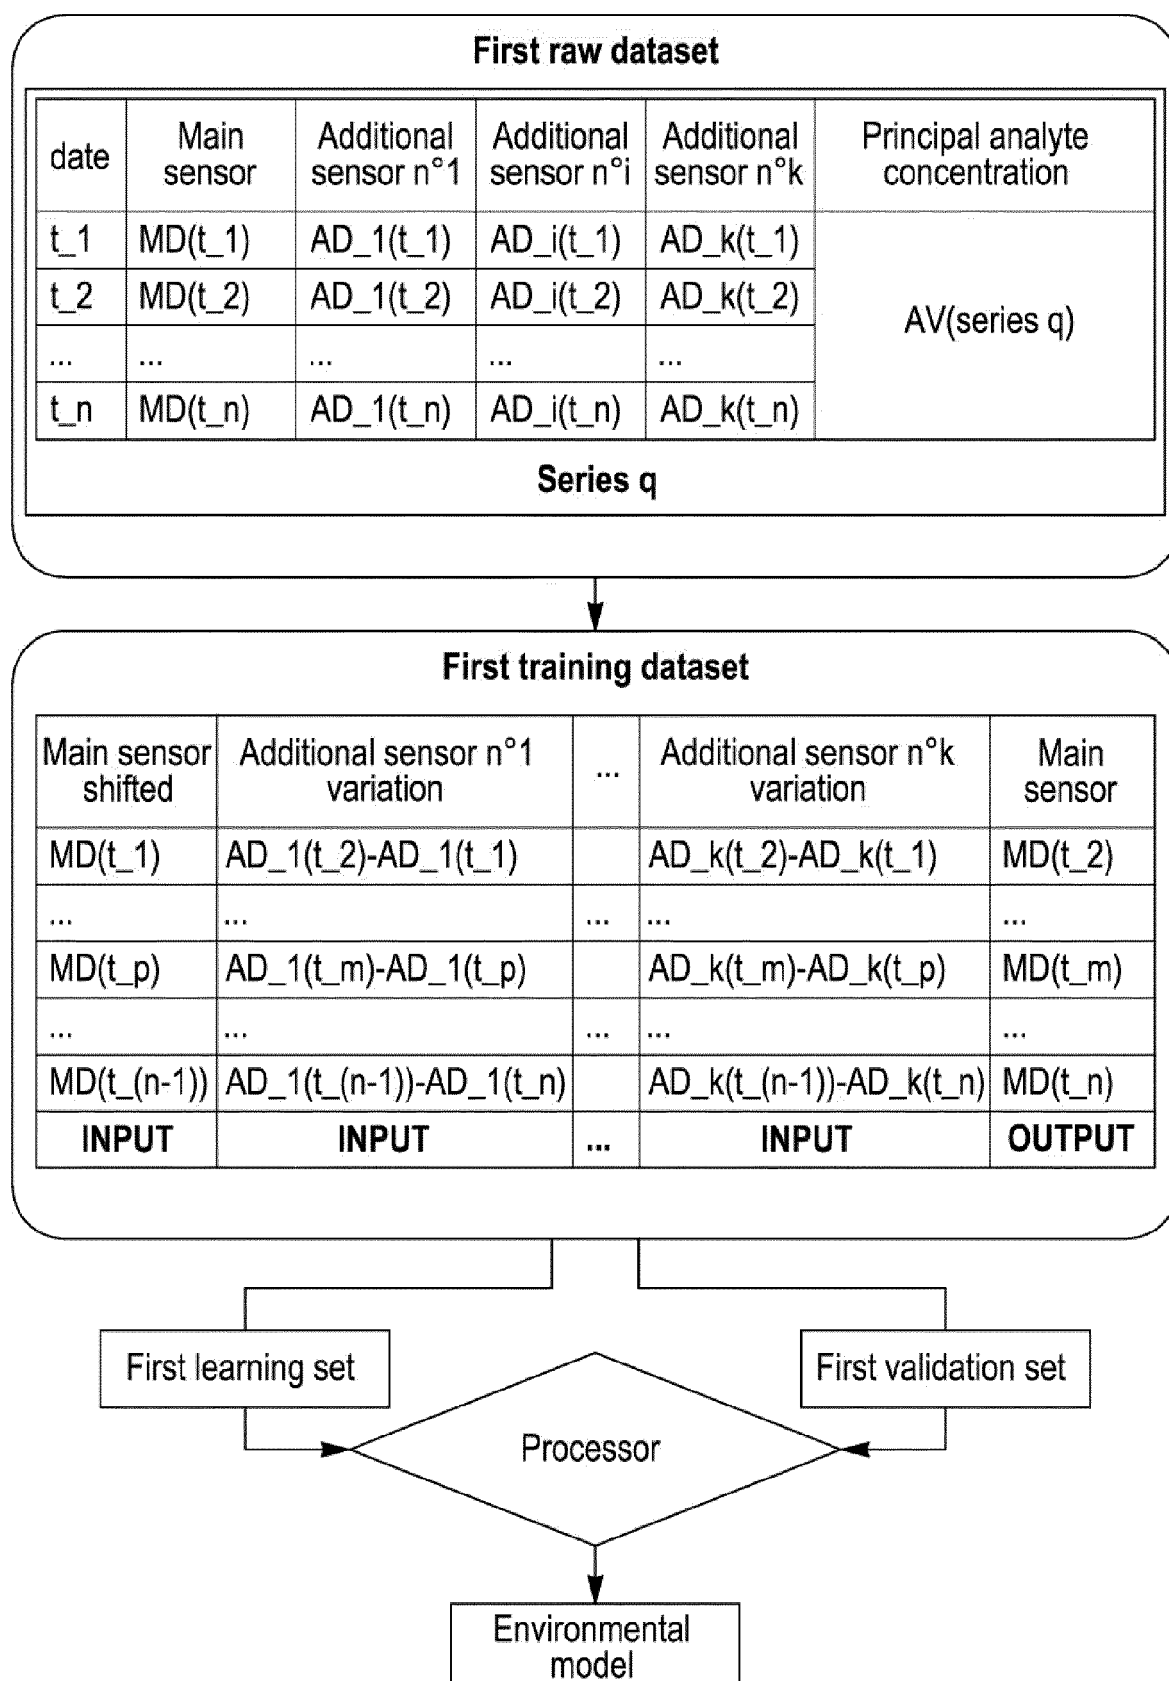 First raw dataset
date Main sensor Additional sensor n°1 Additional sensor n°i Additional sensor n°k Principal analyte concentration
t_1 MD(t_1) AD_1(t_1) AD_i(t_1) AD_k(t_1)
t_2 MD(t_2) AD_1(t_2) AD_i(t_2) AD_k(t_2)
AV(series q)
... ... ... ... ...
t_n MD(t_n) AD_1(t_n) AD_i(t_n) AD_k(t_n)
Series q
First training dataset
Main sensor shifted Additional sensor n°1 variation ... Additional sensor n°k variation Main sensor
MD(t_1) AD_1(t_2)-AD_1(t_1) AD_k(t_2)-AD_k(t_1) MD(t_2)
... ... ... ... ...
MD(t_p) AD_1(t_m)-AD_1(t_p) AD_k(t_m)-AD_k(t_p) MD(t_m)
... ... ... ... ...
MD(t_(n-1)) AD_1(t_(n-1))-AD_1(t_n) AD_k(t_(n-1))-AD_k(t_n) MD(t_n)
INPUT INPUT ... INPUT OUTPUT
First learning set
First validation set
Processor
Environmental
model